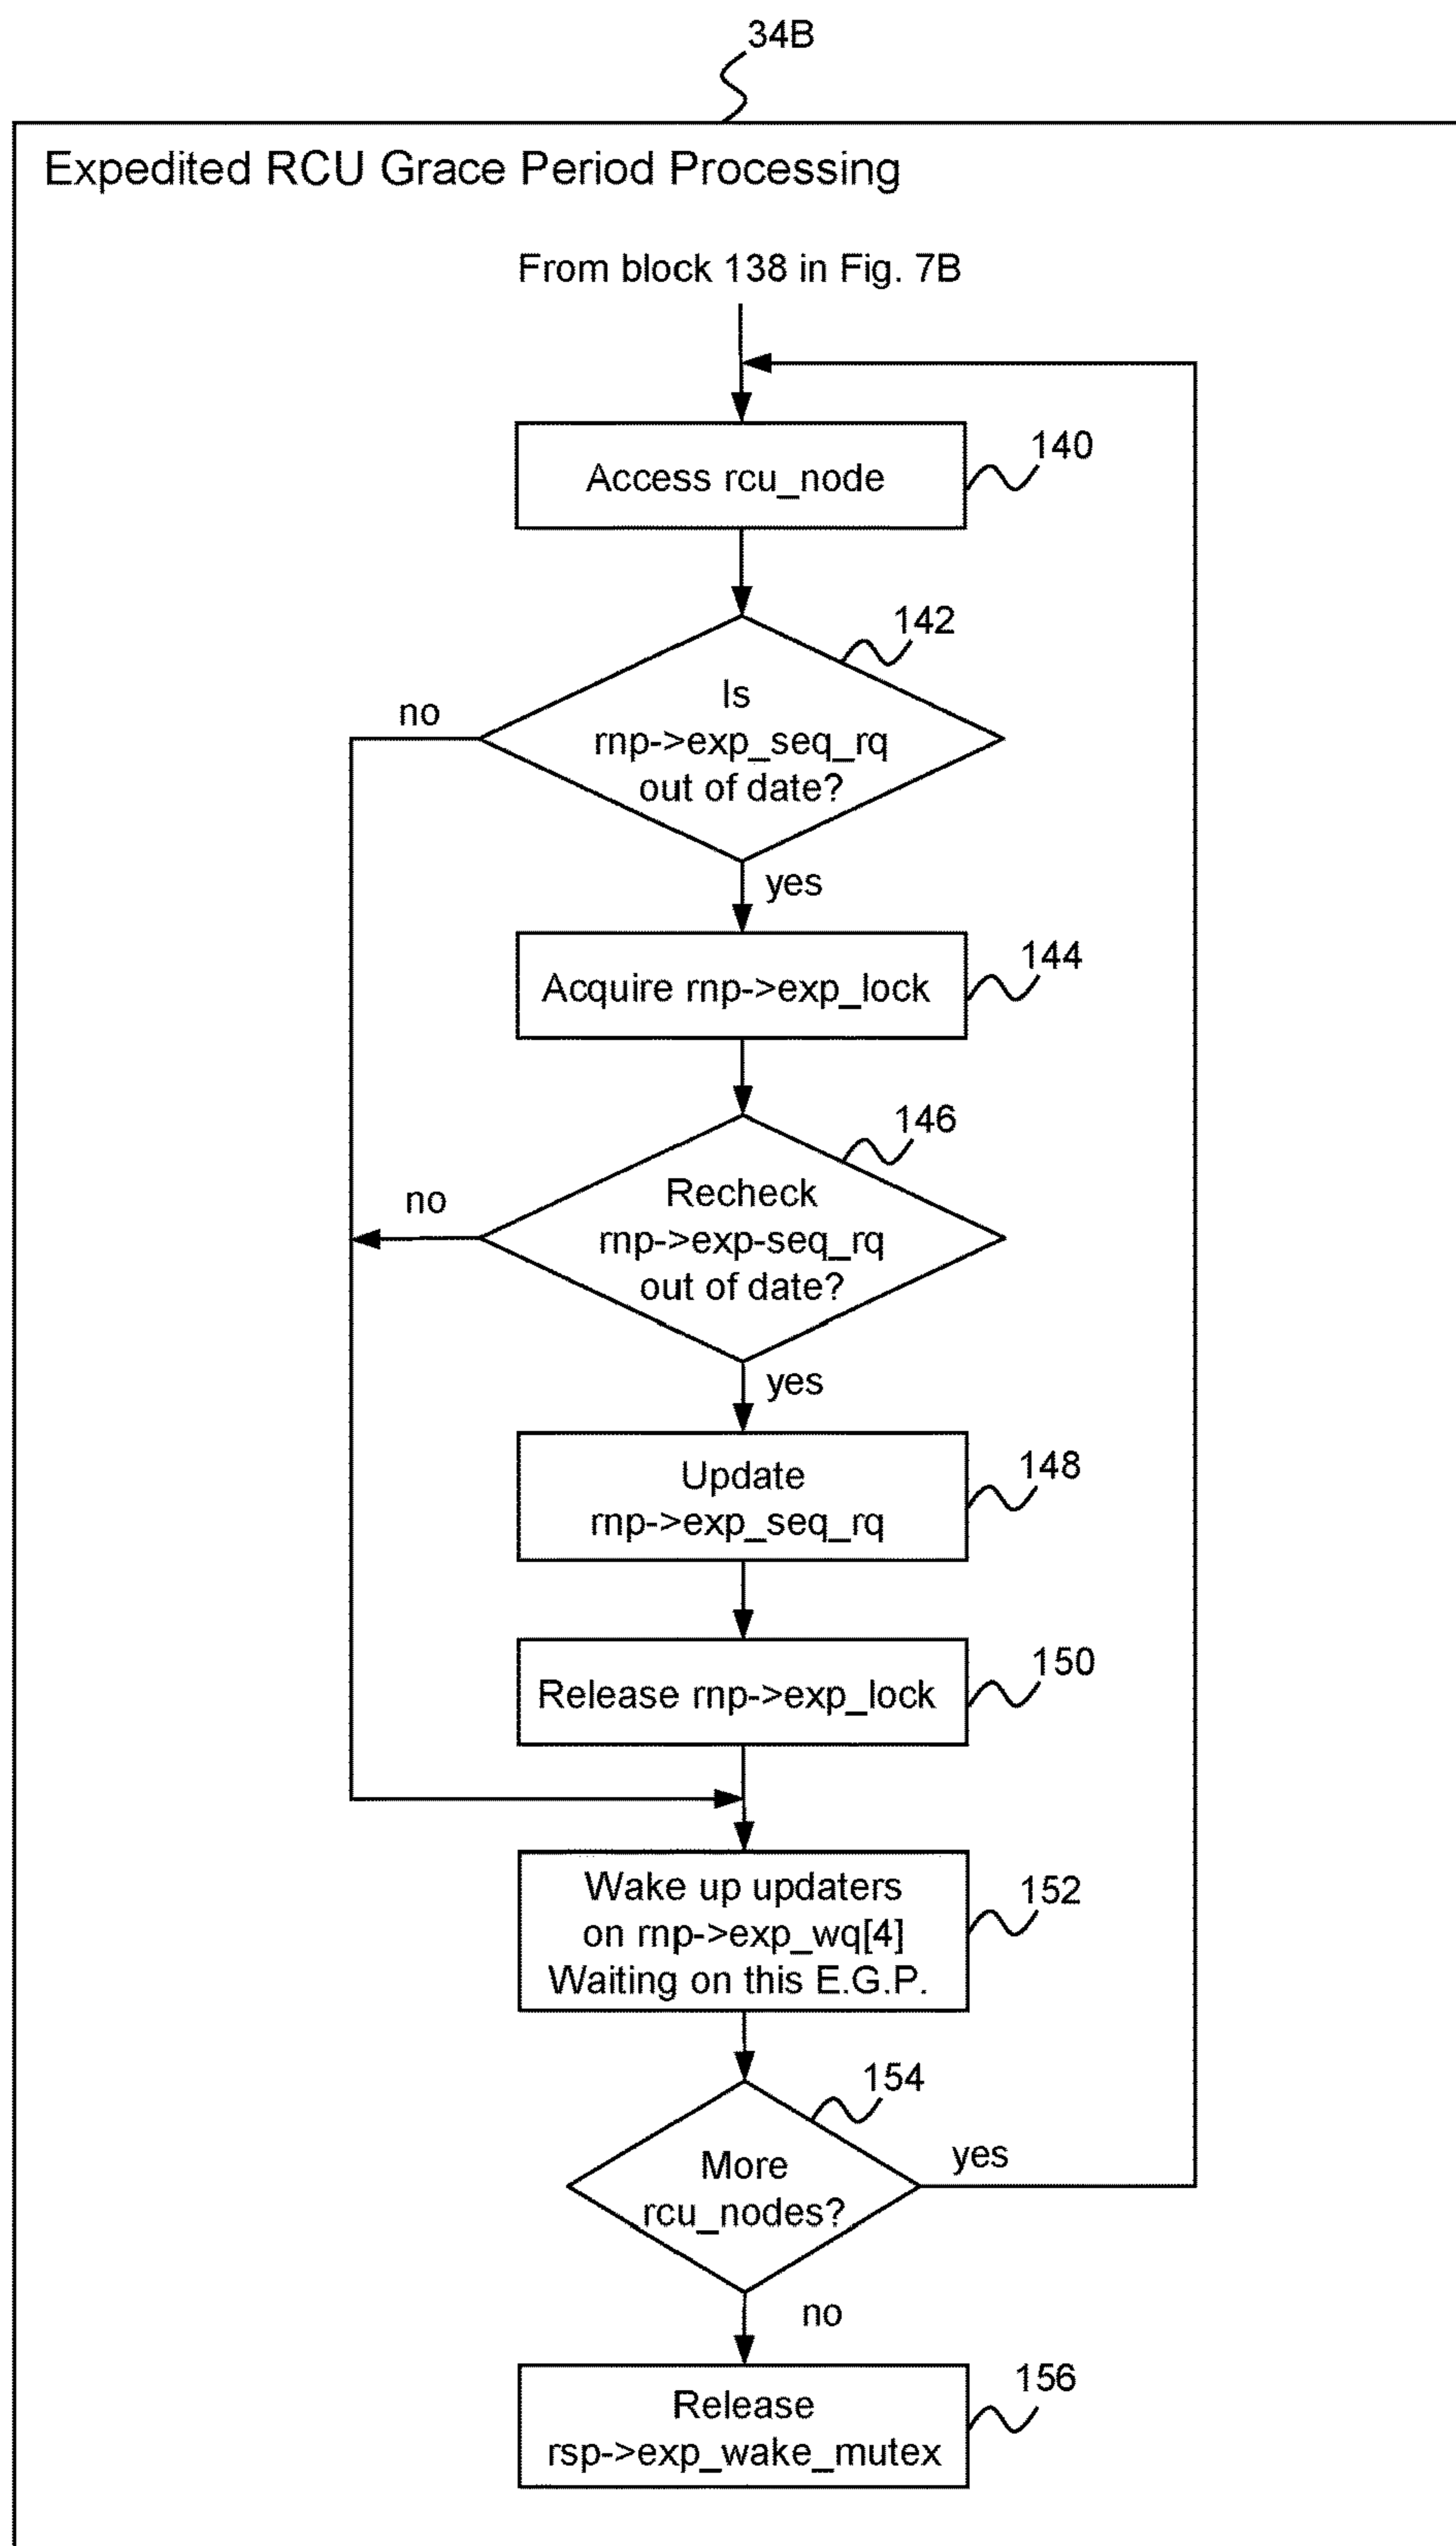 34B
Expedited RCU Grace Period Processing
From block 138 in Fig. 7B
Access rcu_node
140
142
Is
rnp->exp_seq_rq
out of date?
no
yes
Acquire rnp->exp_lock
144
146
Recheck
rnp->exp-seq_rq
out of date?
no
yes
Update
rnp->exp_seq_rq
148
Release rnp->exp_lock
150
Wake up updaters
on rnp->exp_wq[4]
Waiting on this E.G.P.
152
154
More
rcu_nodes?
yes
no
Release
rsp->exp_wake_mutex
156